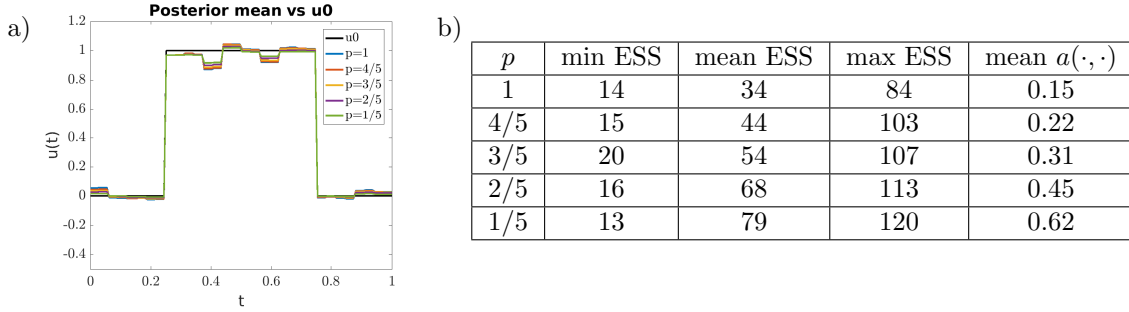 a)
Posterior mean vs u0
1.2
1
0.8
0.6
0.4
0.2
0
-0.2
-0.4
u(t)
u0
p=1
p=4/5
p=3/5
p=2/5
p=1/5
0 0.2 0.4 0.6 0.8 1
t
b)
p min ESS mean ESS max ESS mean a(·,·)
1 14 34 84 0.15
4/5 15 44 103 0.22
3/5 20 54 107 0.31
2/5 16 68 113 0.45
1/5 13 79 120 0.62